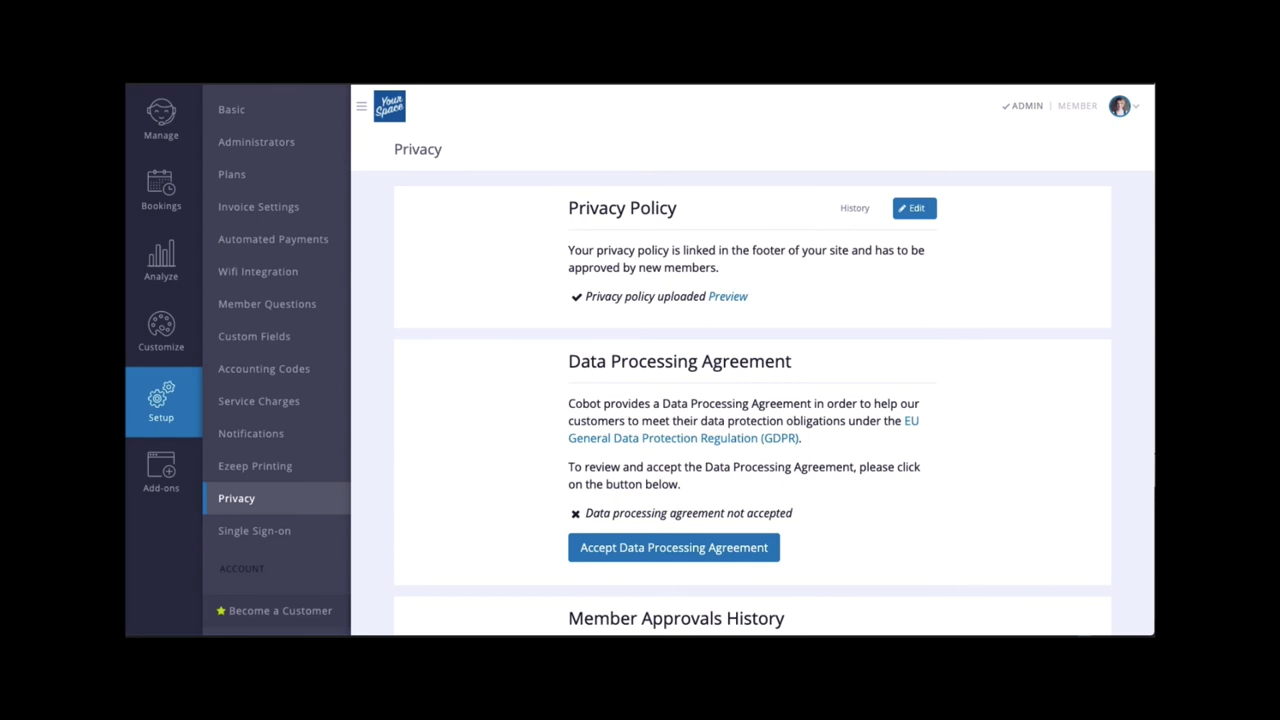 Manage
Bookings
Analyze
Customize
Setup
Add-ons
Basic
Administrators
Plans
Invoice Settings
Automated Payments
Wifi Integration
Member Questions
Custom Fields
Accounting Codes
Service Charges
Notifications
Ezeep Printing
Privacy
Single Sign-on
ACCOUNT
Become a Customer
Your
Space
ADMIN | MEMBER
Privacy
Privacy Policy
History
Edit
Your privacy policy is linked in the footer of your site and has to be
approved by new members.
Privacy policy uploaded Preview
Data Processing Agreement
Cobot provides a Data Processing Agreement in order to help our
customers to meet their data protection obligations under the EU
General Data Protection Regulation (GDPR).
To review and accept the Data Processing Agreement, please click
on the button below.
Data processing agreement not accepted
Accept Data Processing Agreement
Member Approvals History